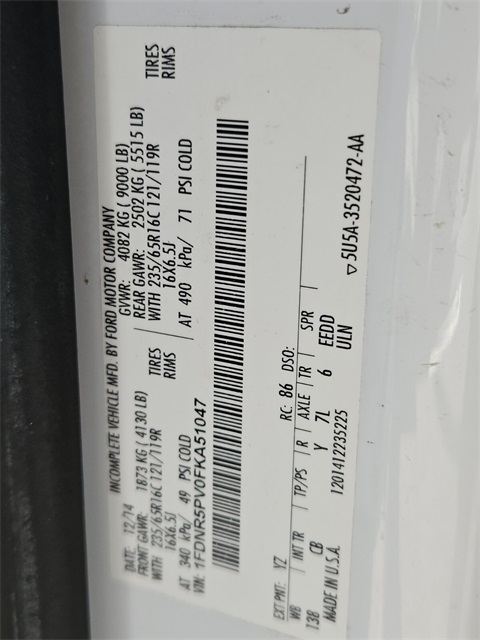 INCOMPLETE VEHICLE MFD. BY FORD MOTOR COMPANY
DATE: 12/14 GVWR: 4082 KG ( 9000 LB)
FRONT GAWR: 1873 KG ( 4130 LB) REAR GAWR: 2502 KG ( 5515 LB)
WITH 235/65R16C 121/119R TIRES WITH 235/65R16C 121/119R TIRES
16X6.5J RIMS 16X6.5J RIMS
AT 340 kPa/ 49 PSI COLD AT 490 kPa/ 71 PSI COLD
VIN: 1FDNR5PV0FKA51047
EXT PNT: YZ RC: 86 DSO:
WB INT TR TP/PS R AXLE TR SPR
138 CB Y 7L 6 EEDD
MADE IN U.S.A. 1201412235225 ULN
▽5U5A-3520472-AA